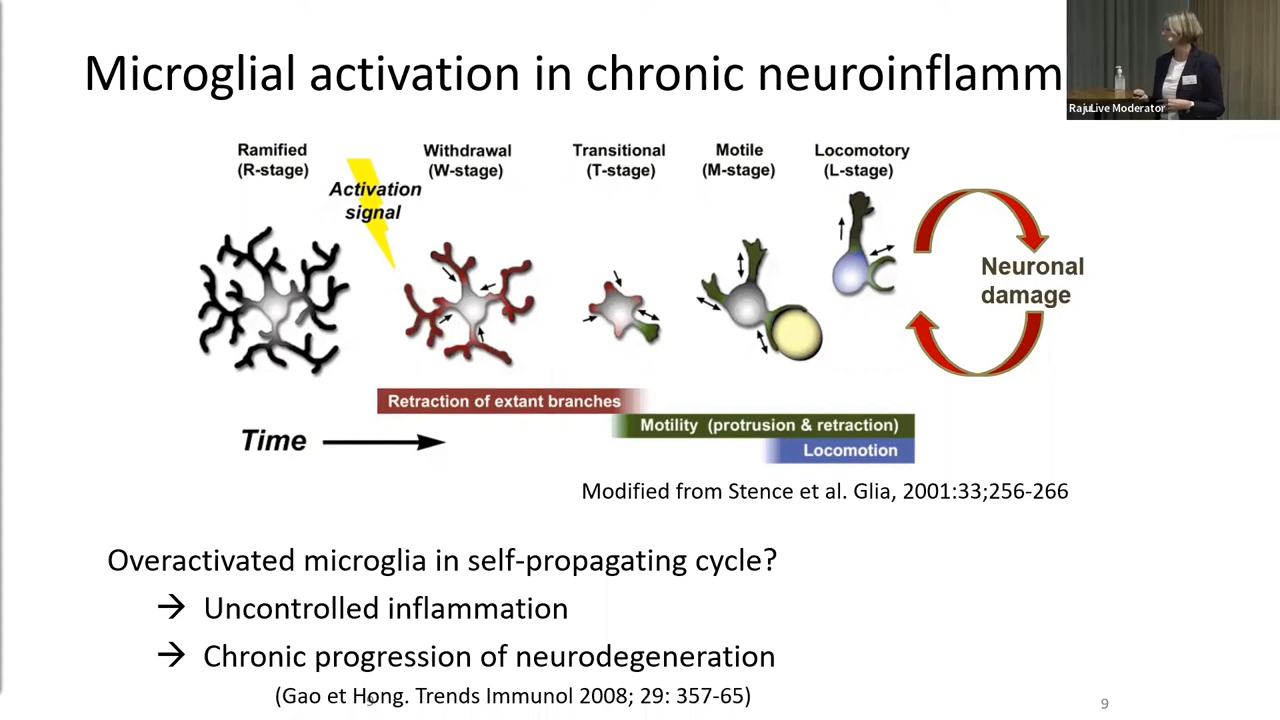 Microglial activation in chronic neuroinflamm
RajuLive Moderator
Ramified
(R-stage)
Activation
signal
Withdrawal
(W-stage)
Transitional
(T-stage)
Motile
(M-stage)
Locomotory
(L-stage)
Neuronal
damage
Retraction of extant branches
Motility (protrusion & retraction)
Locomotion
Time
Modified from Stence et al. Glia, 2001:33;256-266
Overactivated microglia in self-propagating cycle?
→ Uncontrolled inflammation
→ Chronic progression of neurodegeneration
(Gao et Hong. Trends Immunol 2008; 29: 357-65)
9
9